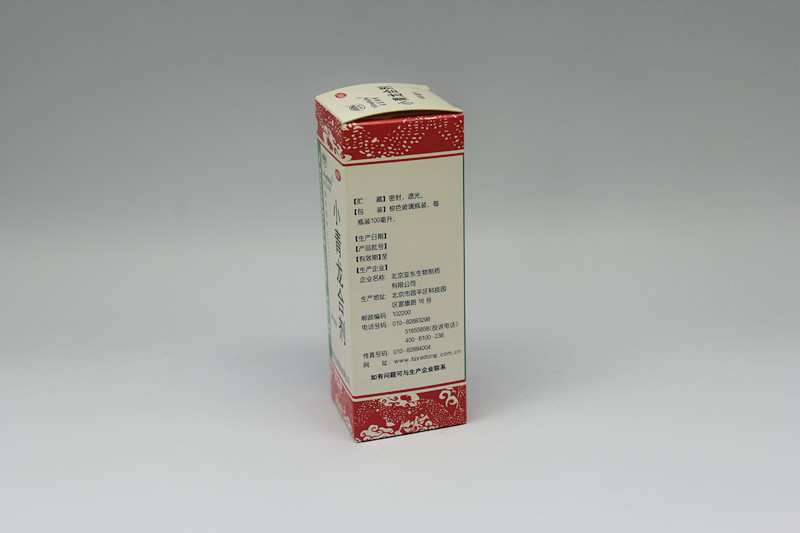 【贮　　藏】密封，遮光。
【包　　装】棕色玻璃瓶装，每
瓶装100毫升。
【生产日期】
【产品批号】
【有效期】至
【生产企业】
企业名称：北京亚东生物制药
有限公司
生产地址：北京市昌平区科技园
区富康路 16 号
邮政编码：102200
电话号码：010-82883298
51655858(投诉电话)
400-6100-238
传真号码：010-82884004
网　　址：www.bjyadong.com.cn
如有问题可与生产企业联系